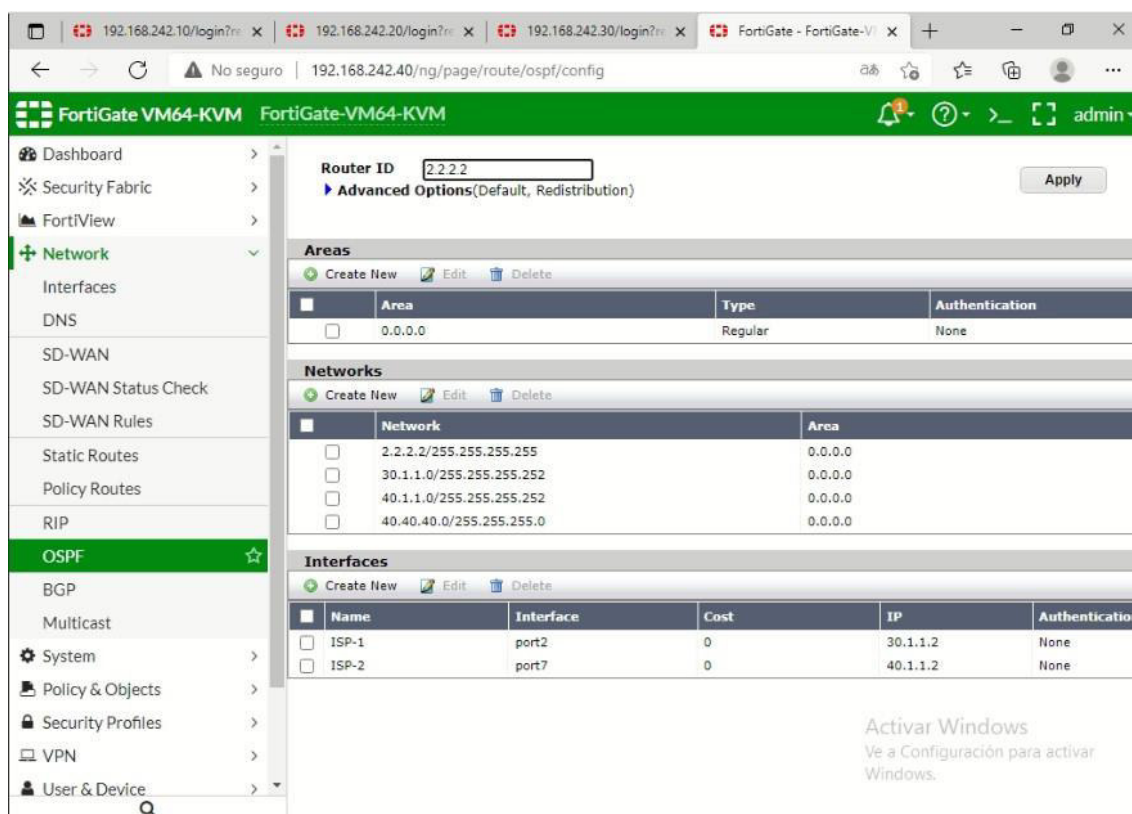 192.168.242.10/login?re
192.168.242.20/login?re
192.168.242.30/login?re
FortiGate - FortiGate-V
No seguro | 192.168.242.40/ng/page/route/ospf/config
FortiGate VM64-KVM FortiGate-VM64-KVM
1
admin
Dashboard
Security Fabric
FortiView
Network
Interfaces
DNS
SD-WAN
SD-WAN Status Check
SD-WAN Rules
Static Routes
Policy Routes
RIP
OSPF
BGP
Multicast
System
Policy & Objects
Security Profiles
VPN
User & Device
Router ID 2.2.2.2
Advanced Options(Default, Redistribution)
Apply
Areas
Create New Edit Delete
Area Type Authentication
0.0.0.0 Regular None
Networks
Create New Edit Delete
Network Area
2.2.2.2/255.255.255.255 0.0.0.0
30.1.1.0/255.255.255.252 0.0.0.0
40.1.1.0/255.255.255.252 0.0.0.0
40.40.40.0/255.255.255.0 0.0.0.0
Interfaces
Create New Edit Delete
Name Interface Cost IP Authenticatio
ISP-1 port2 0 30.1.1.2 None
ISP-2 port7 0 40.1.1.2 None
Activar Windows
Ve a Configuración para activar
Windows.